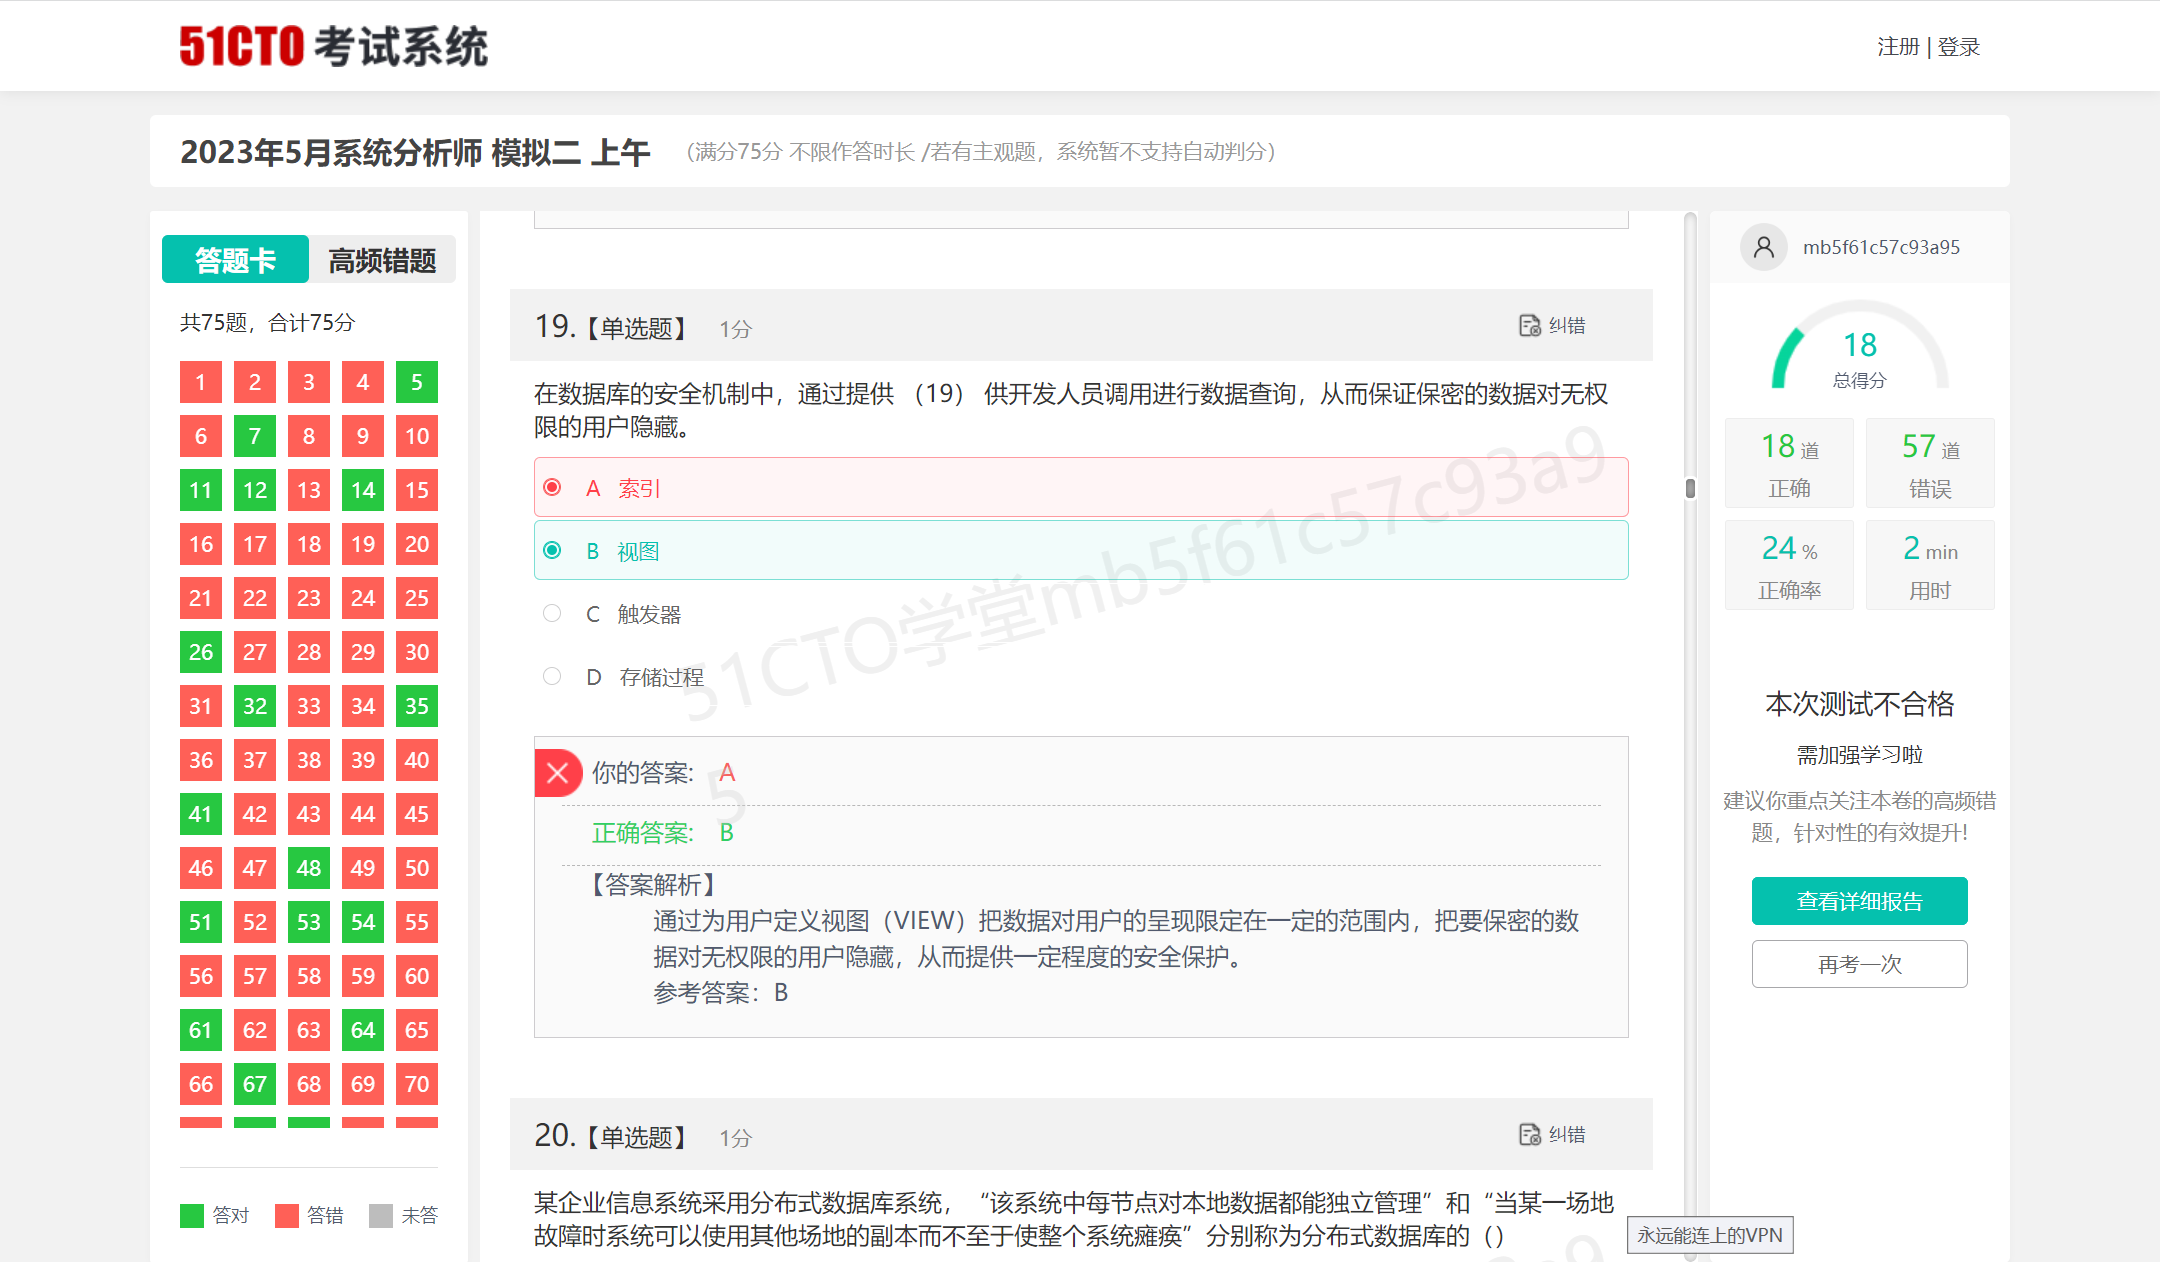 51CTO 考试系统
注册 | 登录
2023年5月系统分析师 模拟二 上午 （满分75分 不限作答时长 /若有主观题，系统暂不支持自动判分）
答题卡 高频错题
共75题，合计75分
1 2 3 4 5
6 7 8 9 10
11 12 13 14 15
16 17 18 19 20
21 22 23 24 25
26 27 28 29 30
31 32 33 34 35
36 37 38 39 40
41 42 43 44 45
46 47 48 49 50
51 52 53 54 55
56 57 58 59 60
61 62 63 64 65
66 67 68 69 70
答对 答错 未答
19.【单选题】 1分 纠错
在数据库的安全机制中，通过提供 （19） 供开发人员调用进行数据查询，从而保证保密的数据对无权
限的用户隐藏。
A 索引
B 视图
C 触发器
D 存储过程
51CTO学堂mb5f61c57c93a9
5
你的答案: A
正确答案: B
【答案解析】
通过为用户定义视图（VIEW）把数据对用户的呈现限定在一定的范围内，把要保密的数
据对无权限的用户隐藏，从而提供一定程度的安全保护。
参考答案：B
20.【单选题】 1分 纠错
某企业信息系统采用分布式数据库系统，“该系统中每节点对本地数据都能独立管理”和“当某一场地
故障时系统可以使用其他场地的副本而不至于使整个系统瘫痪”分别称为分布式数据库的（）
mb5f61c57c93a95
18
总得分
18 道
正确
57 道
错误
24 %
正确率
2 min
用时
本次测试不合格
需加强学习啦
建议你重点关注本卷的高频错
题，针对性的有效提升!
查看详细报告
再考一次
永远能连上的VPN